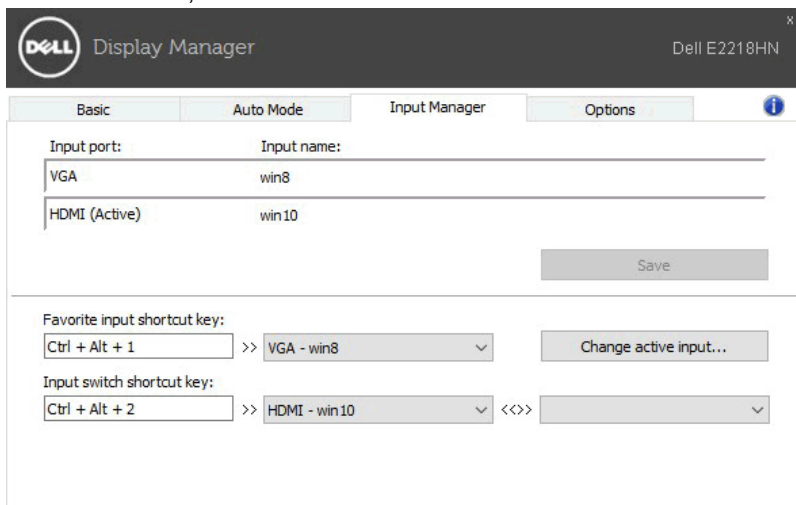 DELL Display Manager Dell E2218HN x
Basic Auto Mode Input Manager Options i
Input port: Input name:
VGA win8
HDMI (Active) win10
Save
Favorite input shortcut key:
Ctrl + Alt + 1 >> VGA - win8 Change active input...
Input switch shortcut key:
Ctrl + Alt + 2 >> HDMI - win10 <<>>